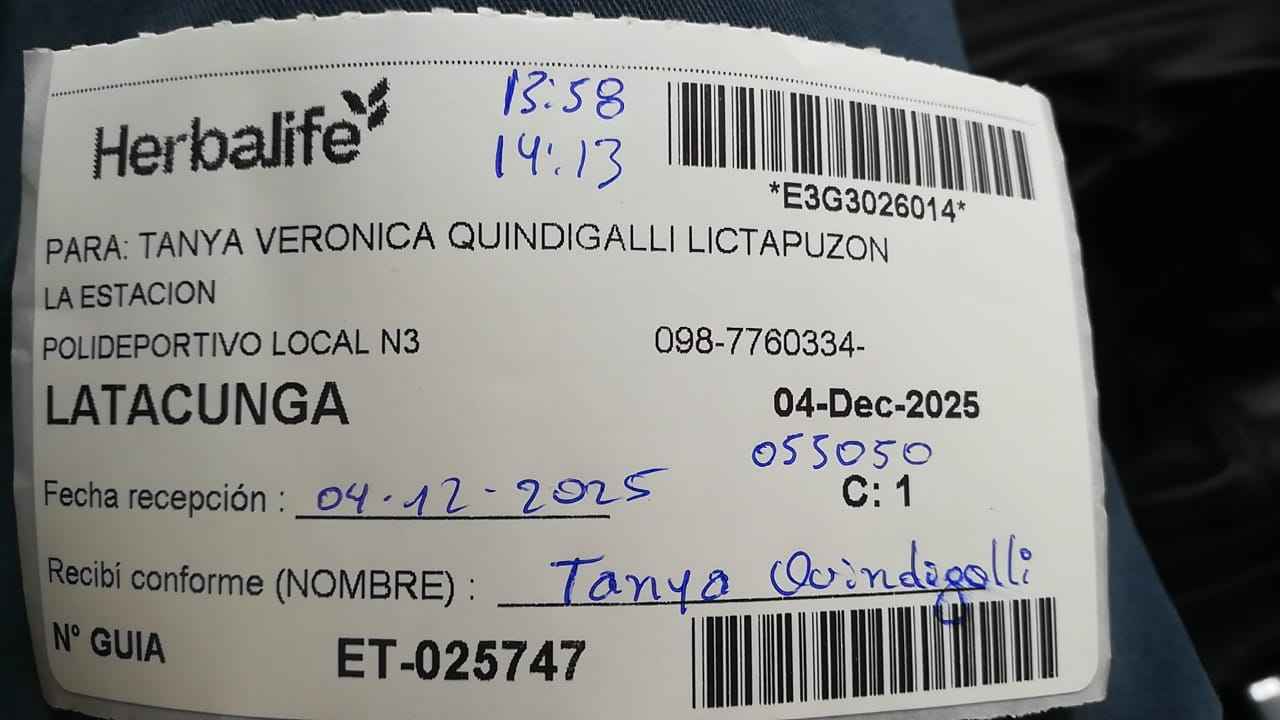 Herbalife
13:58
14:13
*E3G3026014*
PARA: TANYA VERONICA QUINDIGALLI LICTAPUZON
LA ESTACION
POLIDEPORTIVO LOCAL N3 098-7760334-
LATACUNGA 04-Dec-2025
055050
Fecha recepción : 04-12-2025 C: 1
Recibí conforme (NOMBRE) : Tanya Quindigalli
Nº GUIA ET-025747